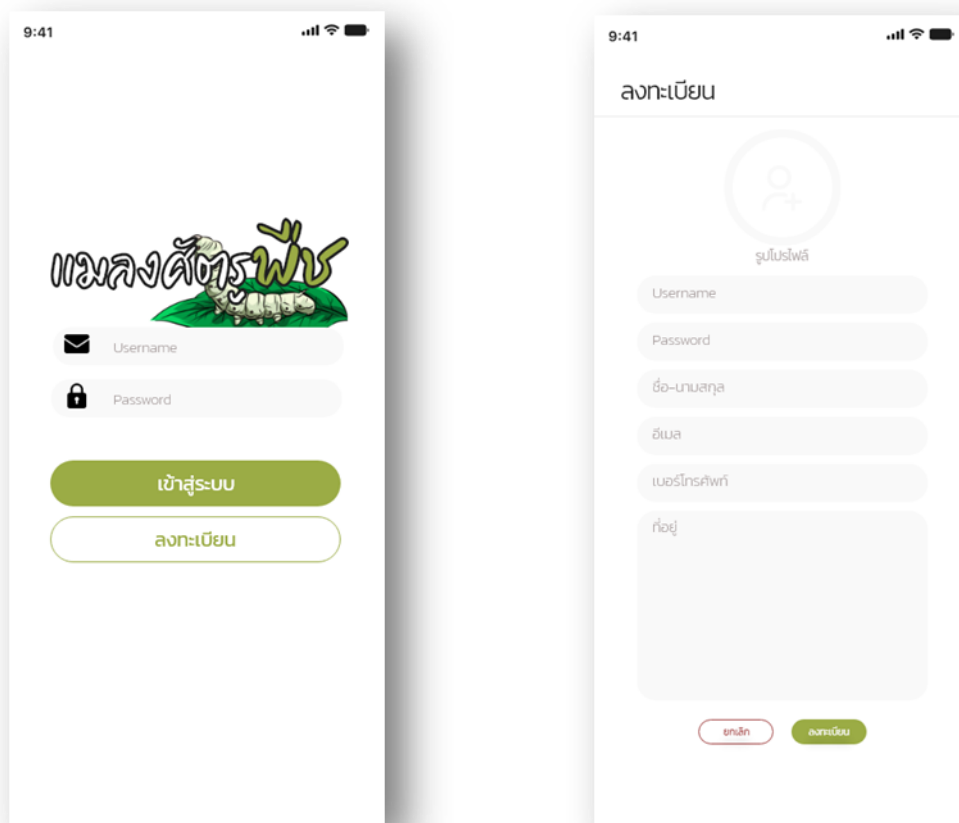 9:41
แมลงศัตรูพืช
Username
Password
เข้าสู่ระบบ
ลงทะเบียน
9:41
ลงทะเบียน
รูปโปรไฟล์
Username
Password
ชื่อ-นามสกุล
อีเมล
เบอร์โทรศัพท์
ที่อยู่
ยกเลิก
ลงทะเบียน